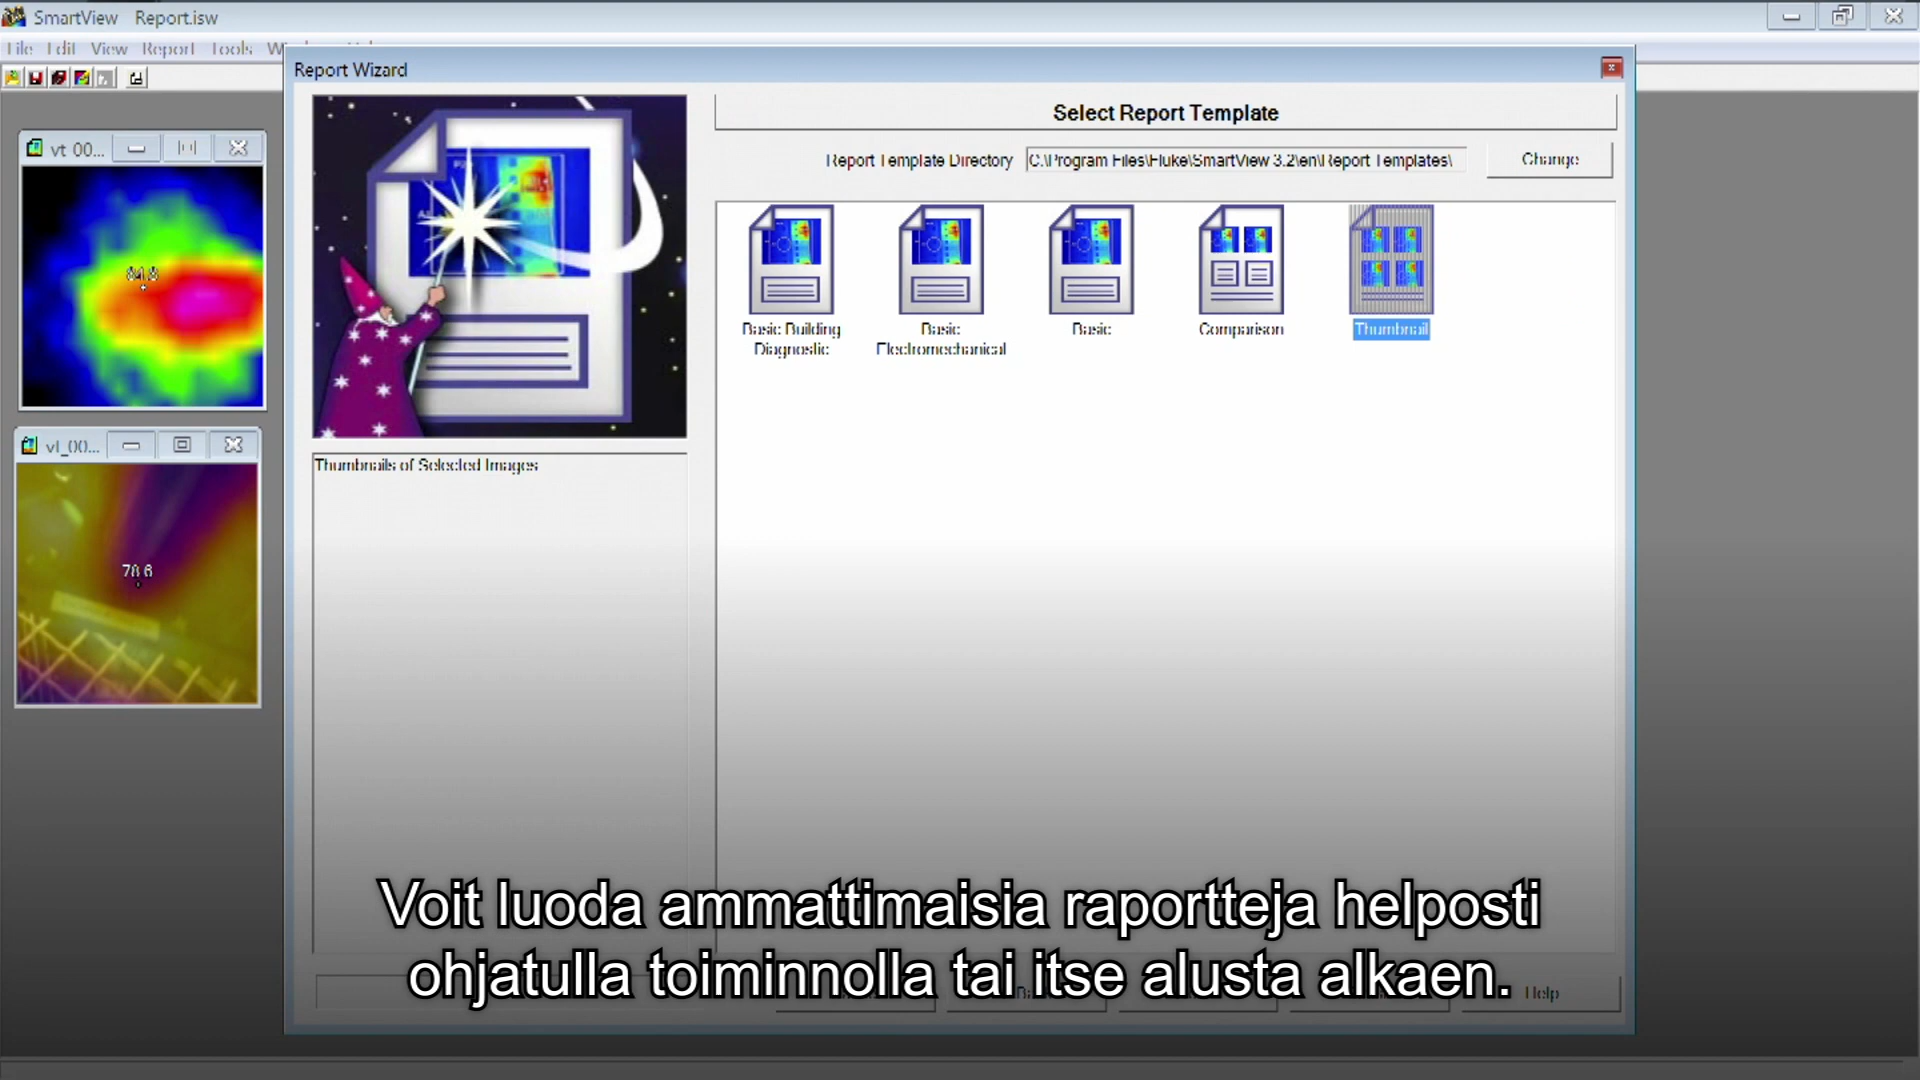 SmartView Report.isw
File Edit View Report Tools
Report Wizard
Select Report Template
Report Template Directory C:\Program Files\Fluke\SmartView 3.2\en\Report Templates\ Change
vt 00...
84.8
Basic Building Diagnostic
Basic Electromechanical
Basic
Comparison
Thumbnail
vl_00...
78.6
Thumbnails of Selected Images
Voit luoda ammattimaisia raportteja helposti
ohjatulla toiminnolla tai itse alusta alkaen.
Help